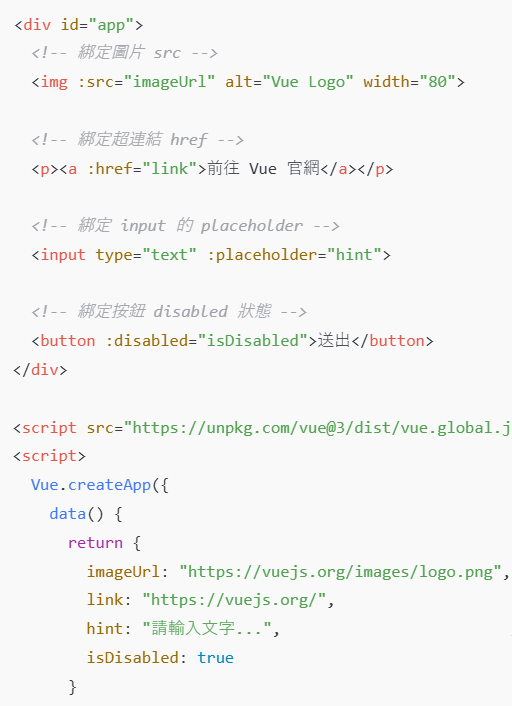 <div id="app">
  <!-- 綁定圖片 src -->
  <img :src="imageUrl" alt="Vue Logo" width="80">

  <!-- 綁定超連結 href -->
  <p><a :href="link">前往 Vue 官網</a></p>

  <!-- 綁定 input 的 placeholder -->
  <input type="text" :placeholder="hint">

  <!-- 綁定按鈕 disabled 狀態 -->
  <button :disabled="isDisabled">送出</button>
</div>

<script src="https://unpkg.com/vue@3/dist/vue.global.j
<script>
  Vue.createApp({
    data() {
      return {
        imageUrl: "https://vuejs.org/images/logo.png",
        link: "https://vuejs.org/",
        hint: "請輸入文字...",
        isDisabled: true
      }